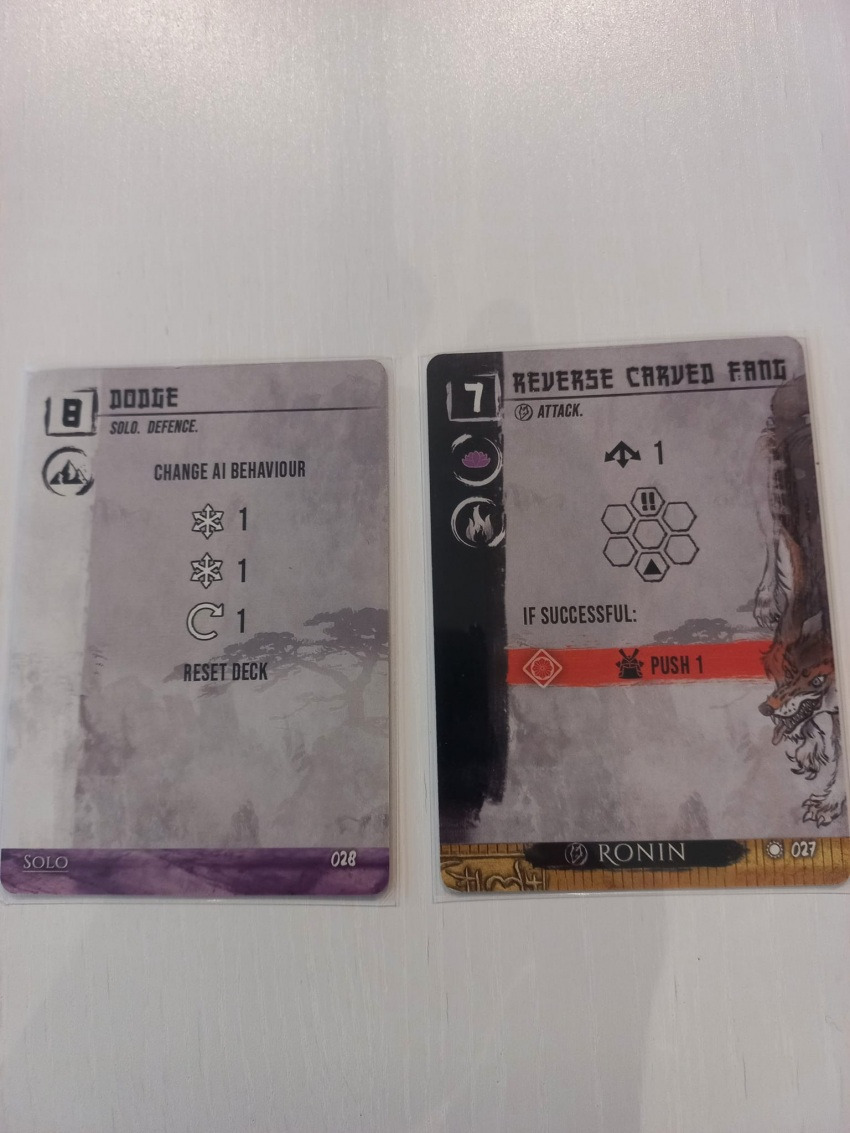 8
DODGE
SOLO. DEFENCE.
CHANGE AI BEHAVIOUR
1
1
1
RESET DECK
SOLO
028
7
REVERSE CARVED FANG
ATTACK.
1
!!
IF SUCCESSFUL:
PUSH 1
RONIN
027